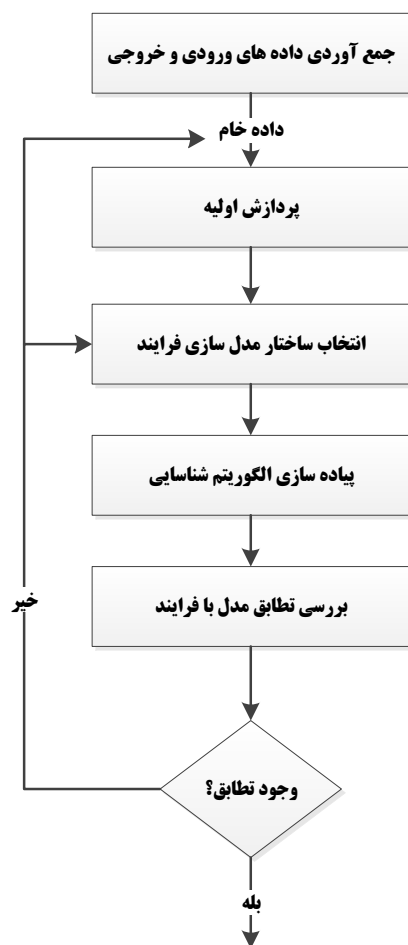 جمع آوردی داده های ورودی و خروجی
داده خام
پردازش اولیه
انتخاب ساختار مدل سازی فرایند
پیاده سازی الگوریتم شناسایی
بررسی تطابق مدل با فرایند
خیر
وجود تطابق؟
بله